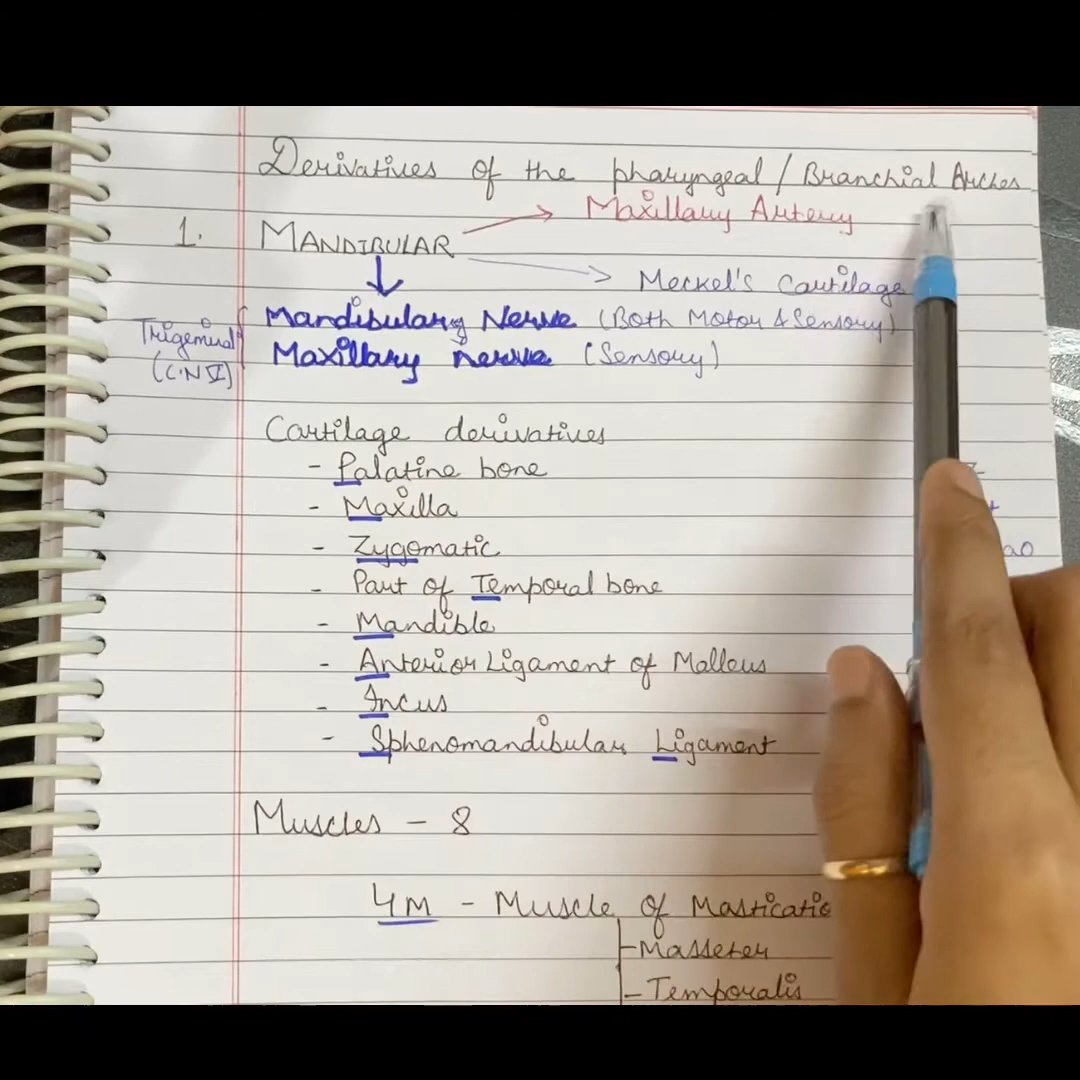 Derivatives of the pharyngeal / Branchial Arches
Maxillary Artery
1. MANDIBULAR
Meckel's Cartilage
Mandibulary Nerve (Both Motor & Sensory)
Trigeminal
Maxillary nerve (Sensory)
(C.N V)
Cartilage derivatives
- Palatine bone
- Maxilla
- Zygomatic
- Part of Temporal bone
- Mandible
- Anterior Ligament of Malleus
- Incus
- Sphenomandibular Ligament
Muscles - 8
4M - Muscle of Masticatio
- Masseter
- Temporalis